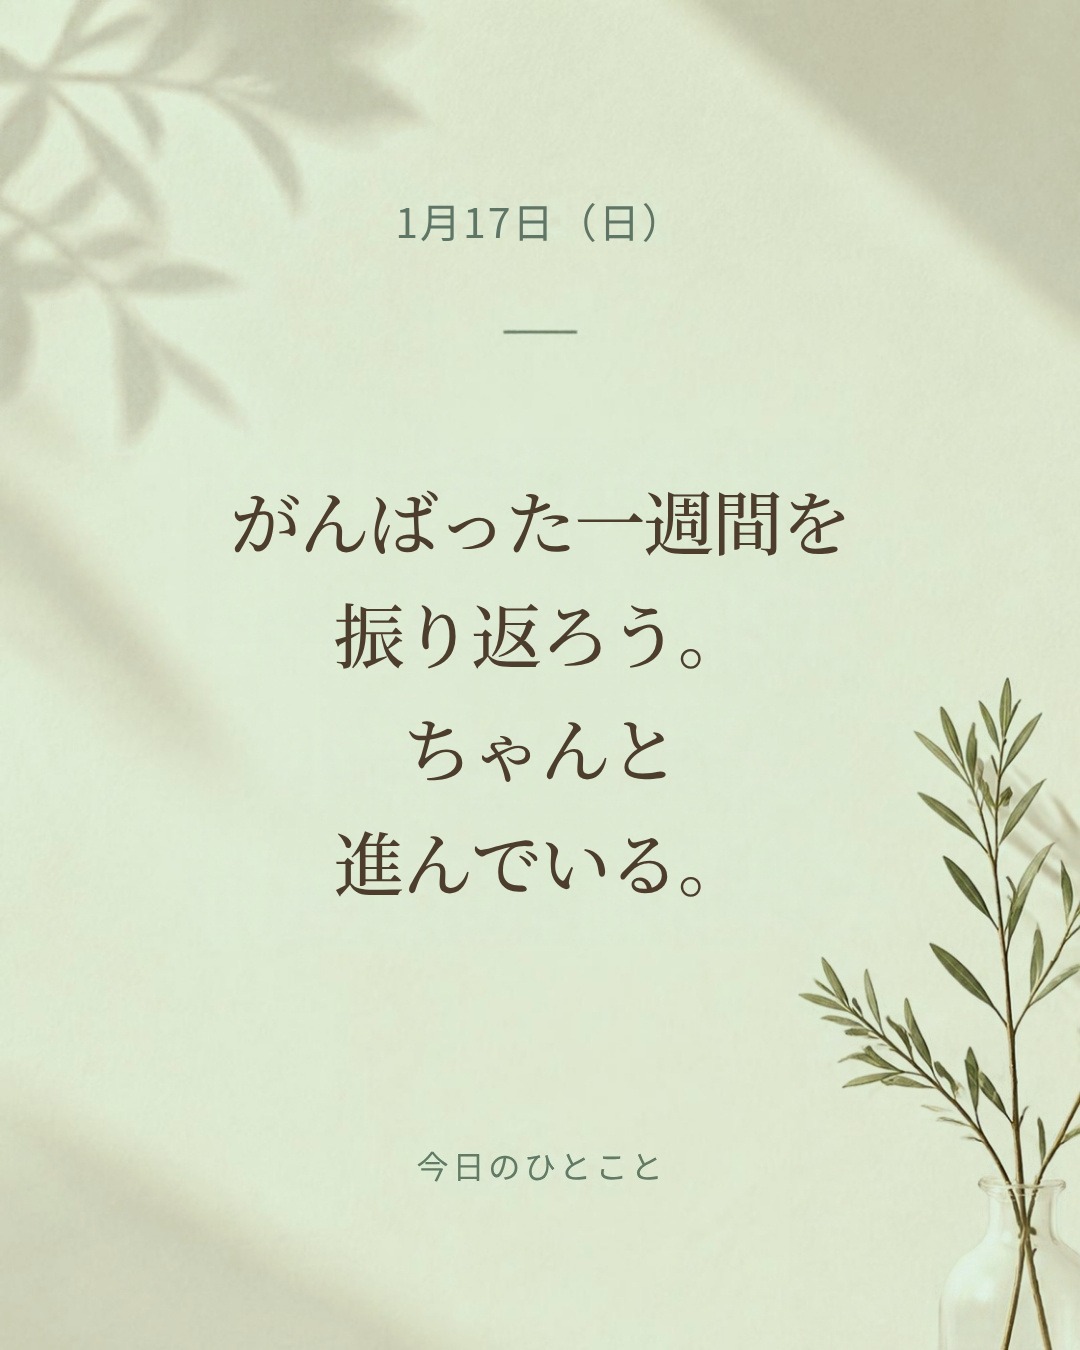 1月17日（日）
がんばった一週間を
振り返ろう。
ちゃんと
進んでいる。
今日のひとこと